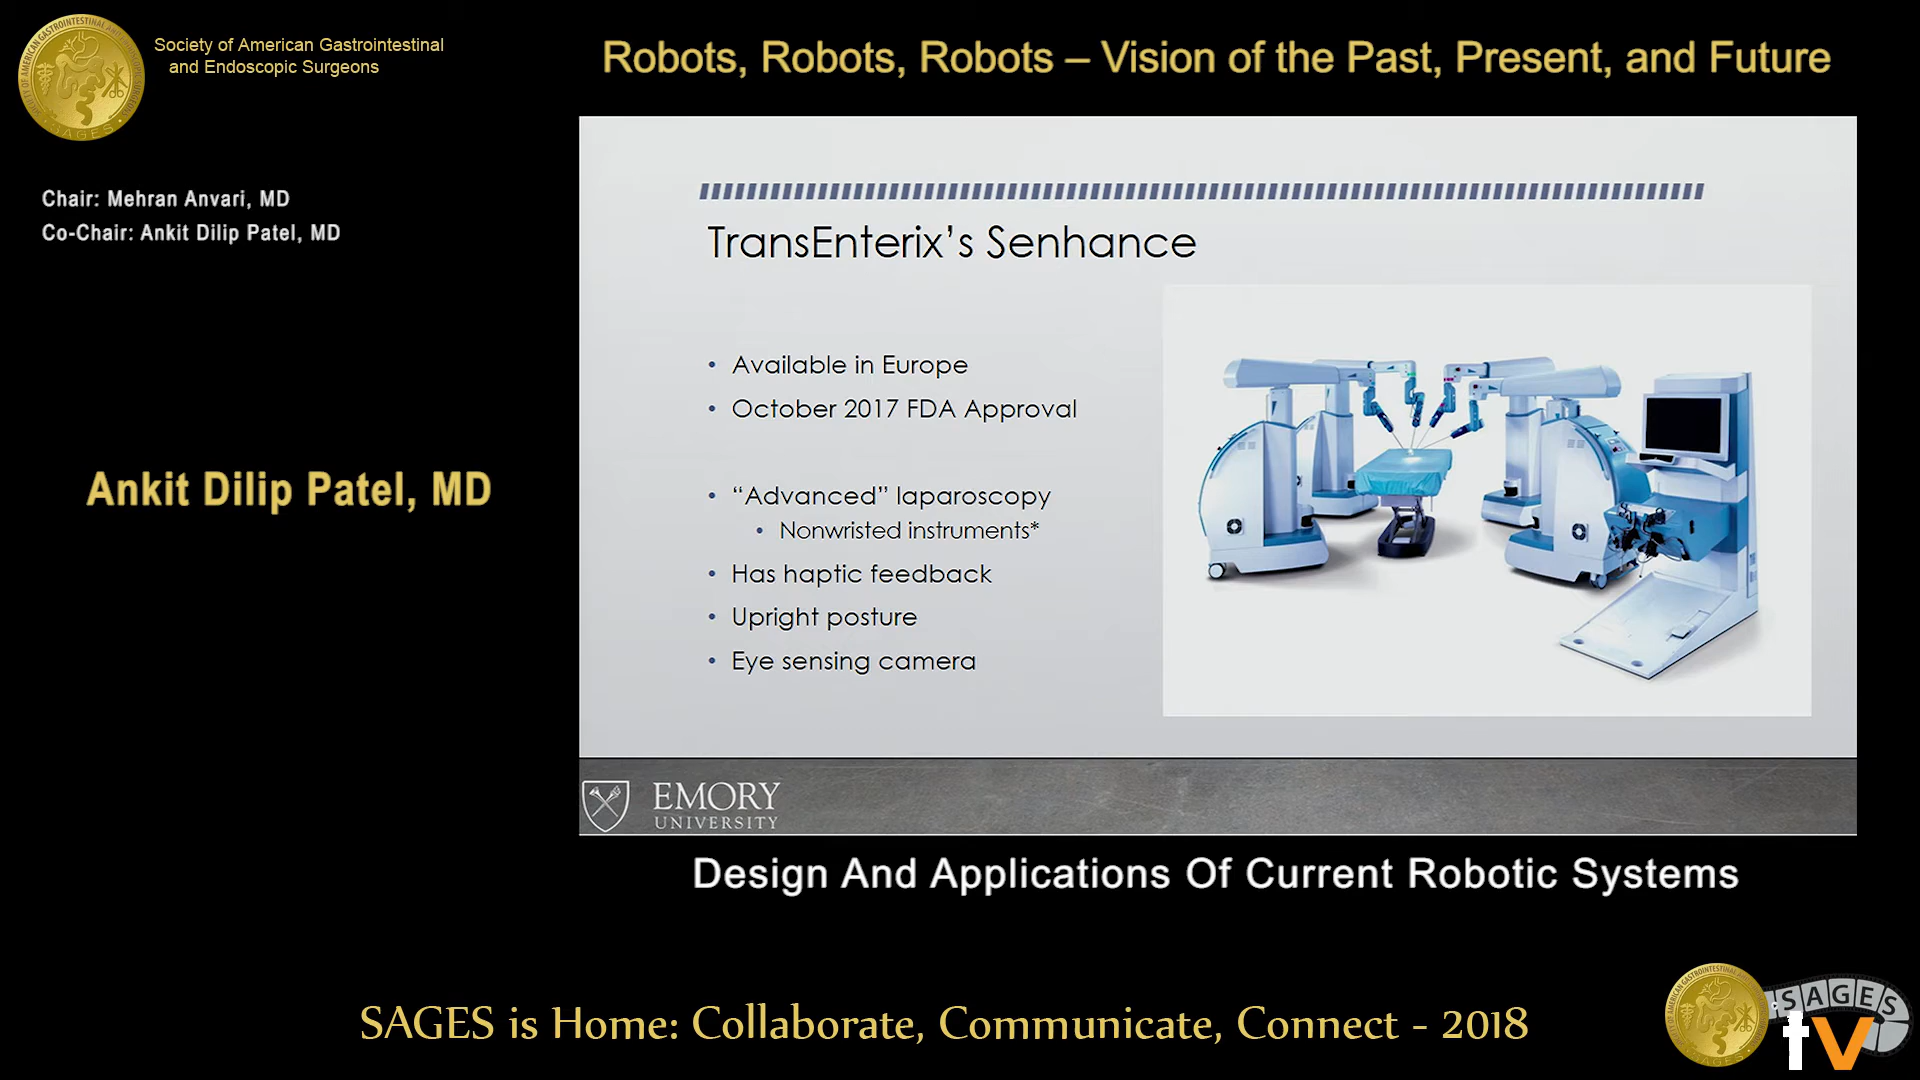 Society of American Gastrointestinal
and Endoscopic Surgeons
Robots, Robots, Robots – Vision of the Past, Present, and Future
Chair: Mehran Anvari, MD
Co-Chair: Ankit Dilip Patel, MD
Ankit Dilip Patel, MD
TransEnterix’s Senhance
• Available in Europe
• October 2017 FDA Approval
• “Advanced” laparoscopy
• Nonwristed instruments*
• Has haptic feedback
• Upright posture
• Eye sensing camera
EMORY
UNIVERSITY
Design And Applications Of Current Robotic Systems
SAGES is Home: Collaborate, Communicate, Connect - 2018
SAGES
tv